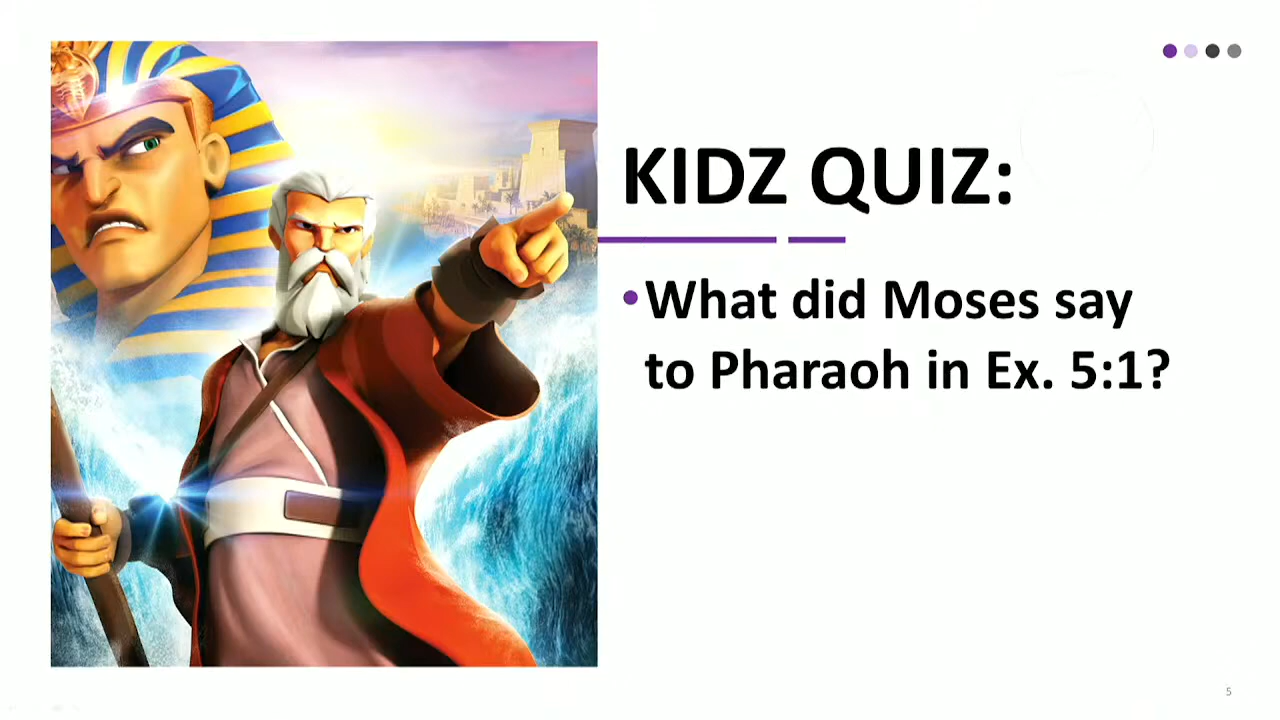 KIDZ QUIZ:
•What did Moses say
to Pharaoh in Ex. 5:1?
5